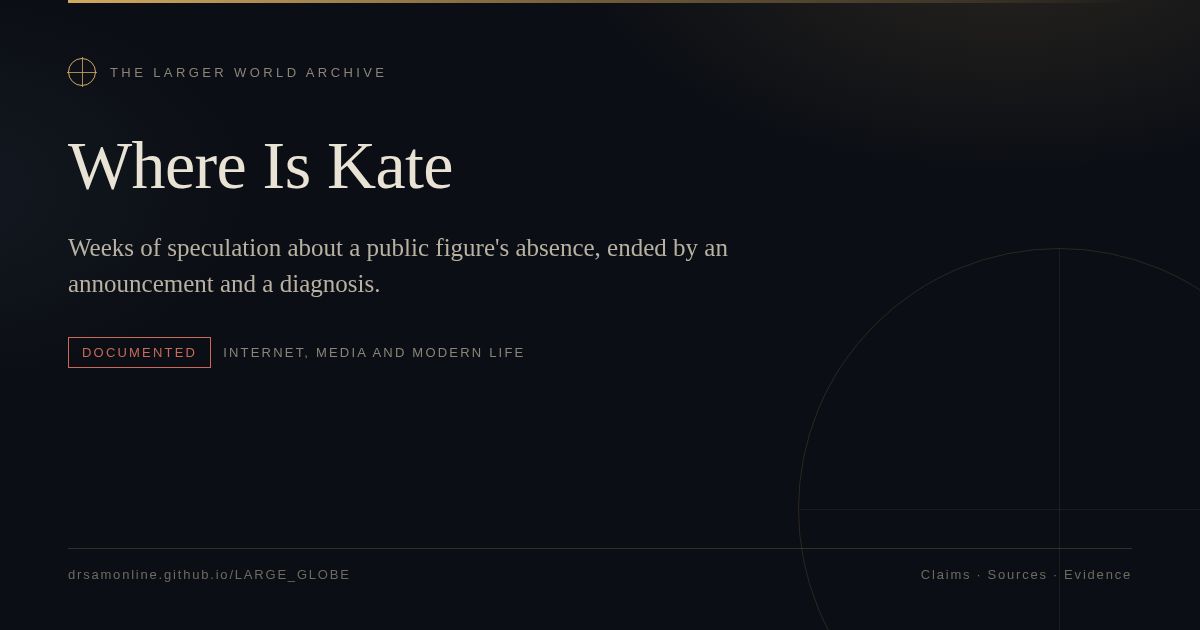 THE LARGER WORLD ARCHIVE
Where Is Kate
Weeks of speculation about a public figure's absence, ended by an
announcement and a diagnosis.
DOCUMENTED
INTERNET, MEDIA AND MODERN LIFE
drsamonline.github.io/LARGE_GLOBE
Claims · Sources · Evidence